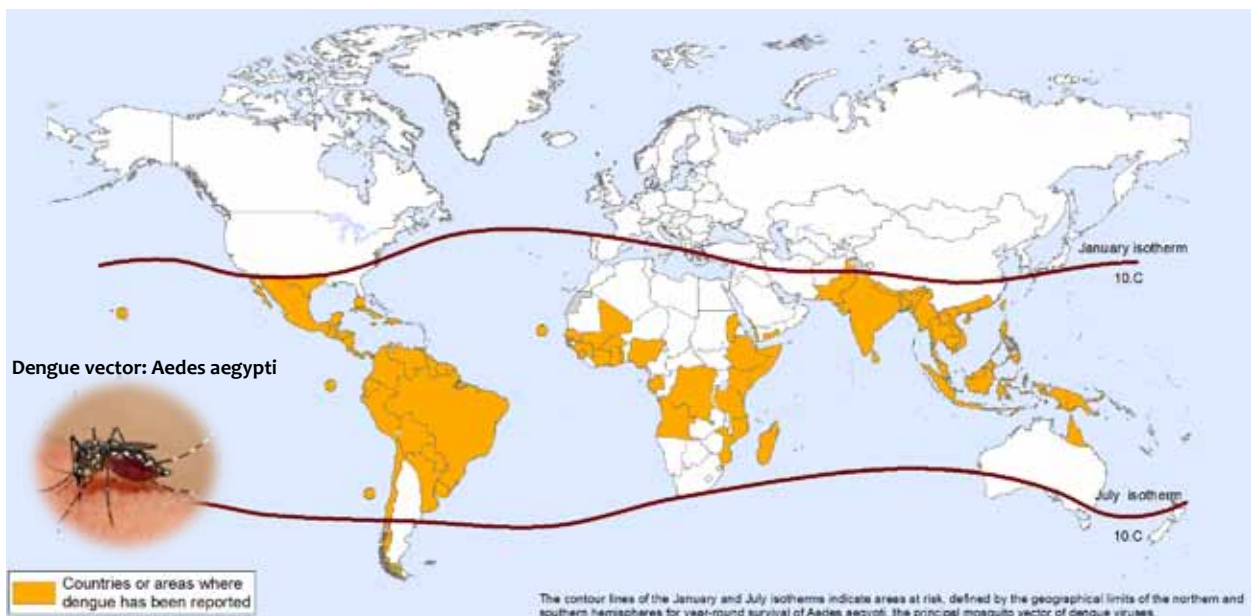 January isotherm
10.C
Dengue vector: Aedes aegypti
July isotherm
10.C
Countries or areas where
dengue has been reported
The contour lines of the January and July isotherms indicate areas at risk, defined by the geographical limits of the northern and
southern hemispheres for year-round survival of Aedes aegypti, the principal mosquito vector of dengue viruses.